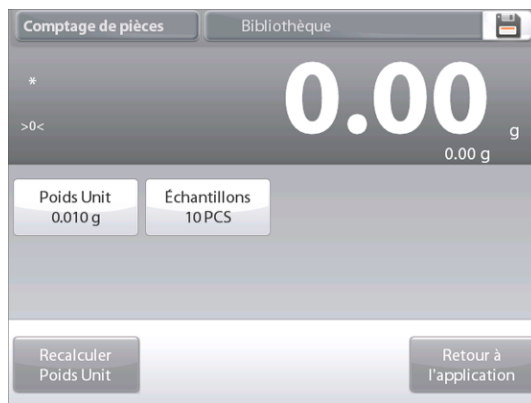 Comptage de pièces
Bibliothèque
*
>0<
0.00 g
0.00 g
Poids Unit
0.010 g
Échantillons
10 PCS
Recalculer
Poids Unit
Retour à
l'application